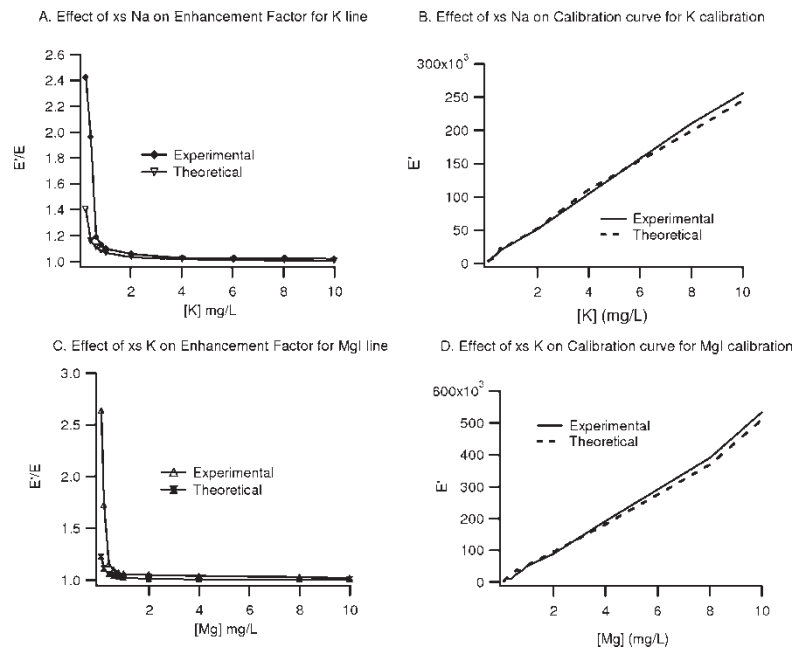 A. Effect of xs Na on Enhancement Factor for K line
2.6
2.4
2.2
2.0
1.8
1.6
1.4
1.2
1.0
E'/E
Experimental
Theoretical
2 4 6 8 10
[K] mg/L
B. Effect of xs Na on Calibration curve for K calibration
300x10³
250
200
150
100
50
0
E'
Experimental
Theoretical
2 4 6 8 10
[K] (mg/L)
C. Effect of xs K on Enhancement Factor for MgI line
3.0
2.5
2.0
1.5
1.0
E'/E
Experimental
Theoretical
2 4 6 8 10
[Mg] mg/L
D. Effect of xs K on Calibration curve for MgI calibration
600x10³
500
400
300
200
100
0
E'
Experimental
Theoretical
2 4 6 8 10
[Mg] (mg/L)